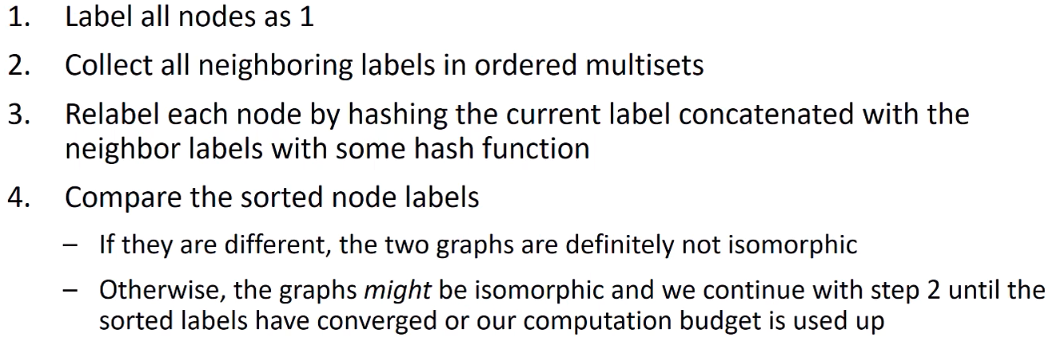 1. Label all nodes as 1
2. Collect all neighboring labels in ordered multisets
3. Relabel each node by hashing the current label concatenated with the
neighbor labels with some hash function
4. Compare the sorted node labels
– If they are different, the two graphs are definitely not isomorphic
– Otherwise, the graphs might be isomorphic and we continue with step 2 until the
sorted labels have converged or our computation budget is used up